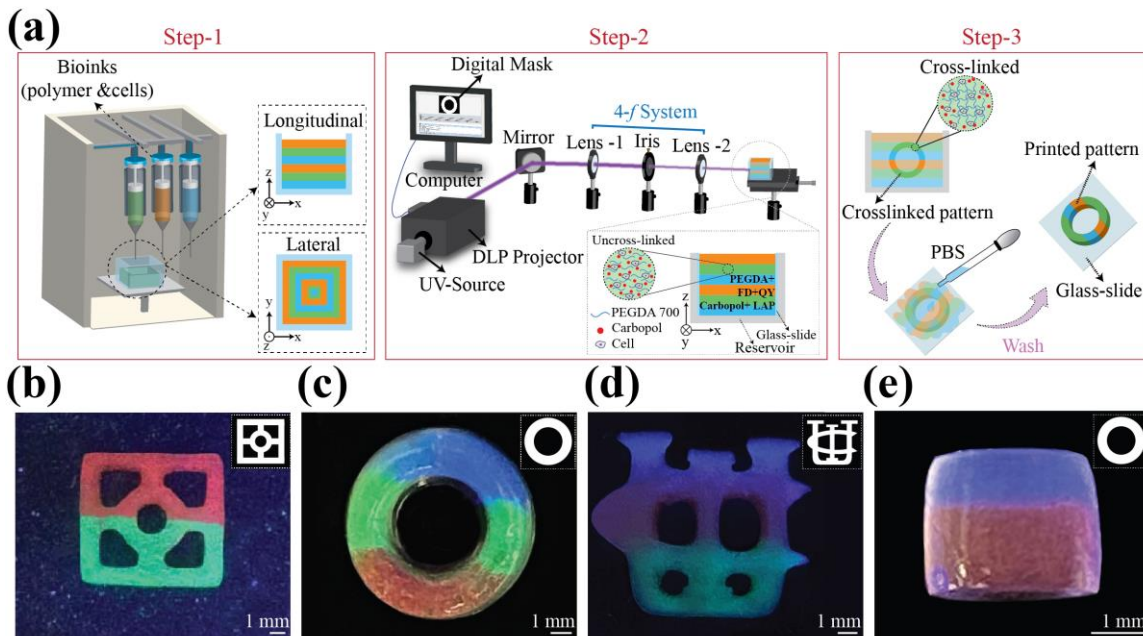 (a)
Step-1
Step-2
Step-3
Bioinks
(polymer &cells)
Longitudinal
z
y
x
Lateral
y
z
x
Digital Mask
4-f System
Mirror
Lens -1
Iris
Lens -2
Computer
DLP Projector
UV-Source
Uncross-linked
PEGDA 700
Carbopol
Cell
z
y
x
PEGDA+
FD+QY
Carbopol+ LAP
Glass-slide
Reservoir
Cross-linked
Printed pattern
Crosslinked pattern
PBS
Glass-slide
Wash
(b)
(c)
(d)
(e)
1 mm
1 mm
1 mm
1 mm